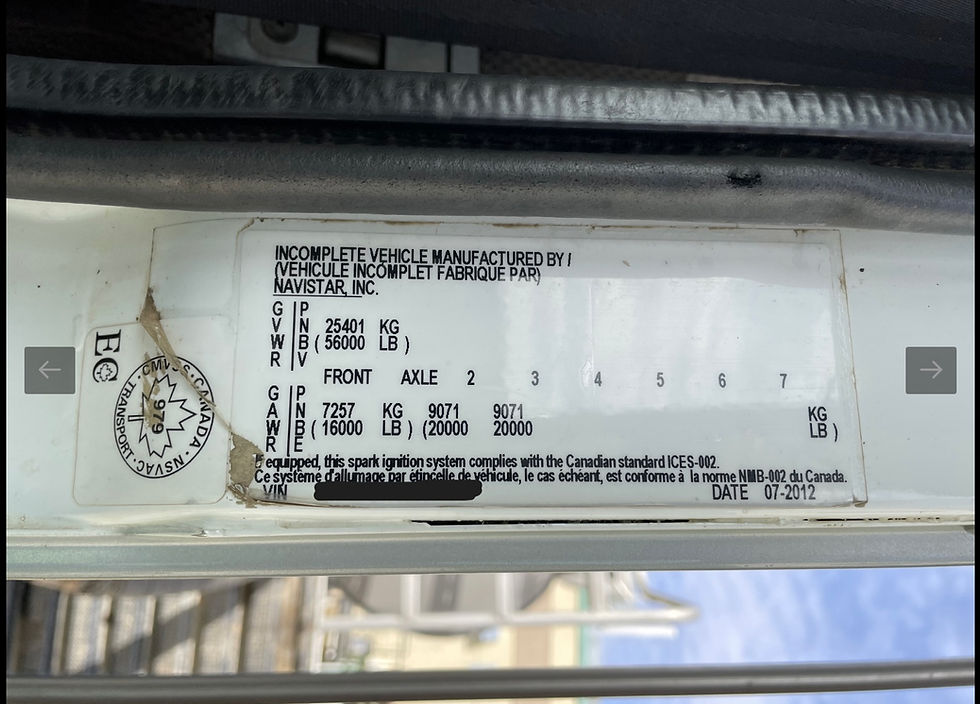 INCOMPLETE VEHICLE MANUFACTURED BY /
(VEHICULE INCOMPLET FABRIQUE PAR)
NAVISTAR, INC.
G P
V N 25401 KG
W B ( 56000 LB )
R V
FRONT AXLE 2 3 4 5 6 7
G P
A N 7257 KG 9071 9071 KG
W B ( 16000 LB ) (20000 20000 LB )
R E
If equipped, this spark ignition system complies with the Canadian standard ICES-002.
Ce système d'allumage par étincelle de véhicule, le cas échéant, est conforme à la norme NMB-002 du Canada.
VIN DATE 07-2012
EC
CMVSS · CANADA · NSVAC · TRANSPORT ·
979